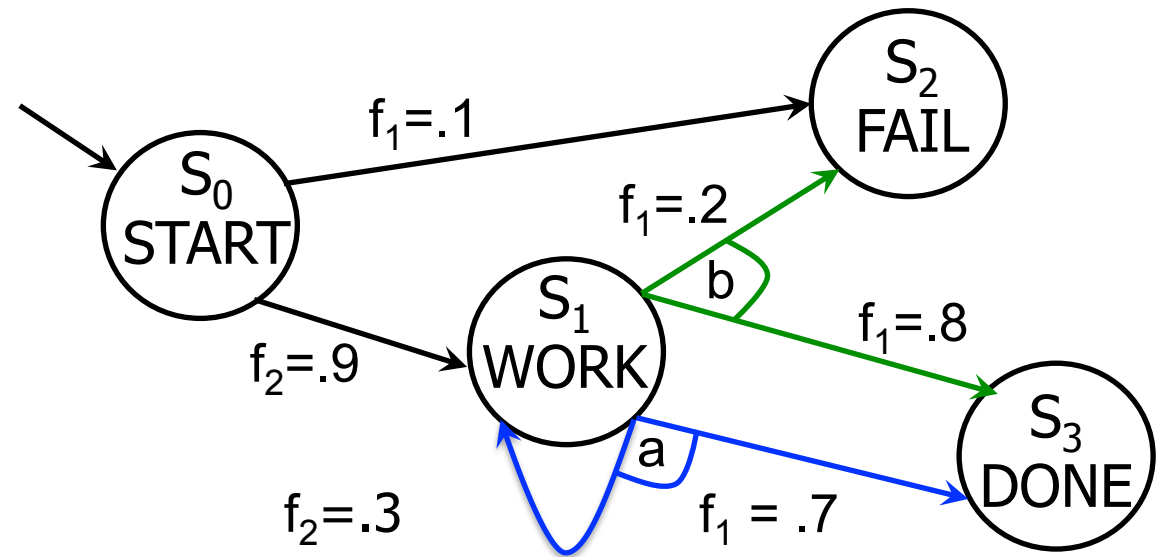 S₂
FAIL
f₁=.1
S₀
START
f₁=.2
b
S₁
WORK
f₁=.8
f₂=.9
a
S₃
DONE
f₂=.3
f₁ = .7